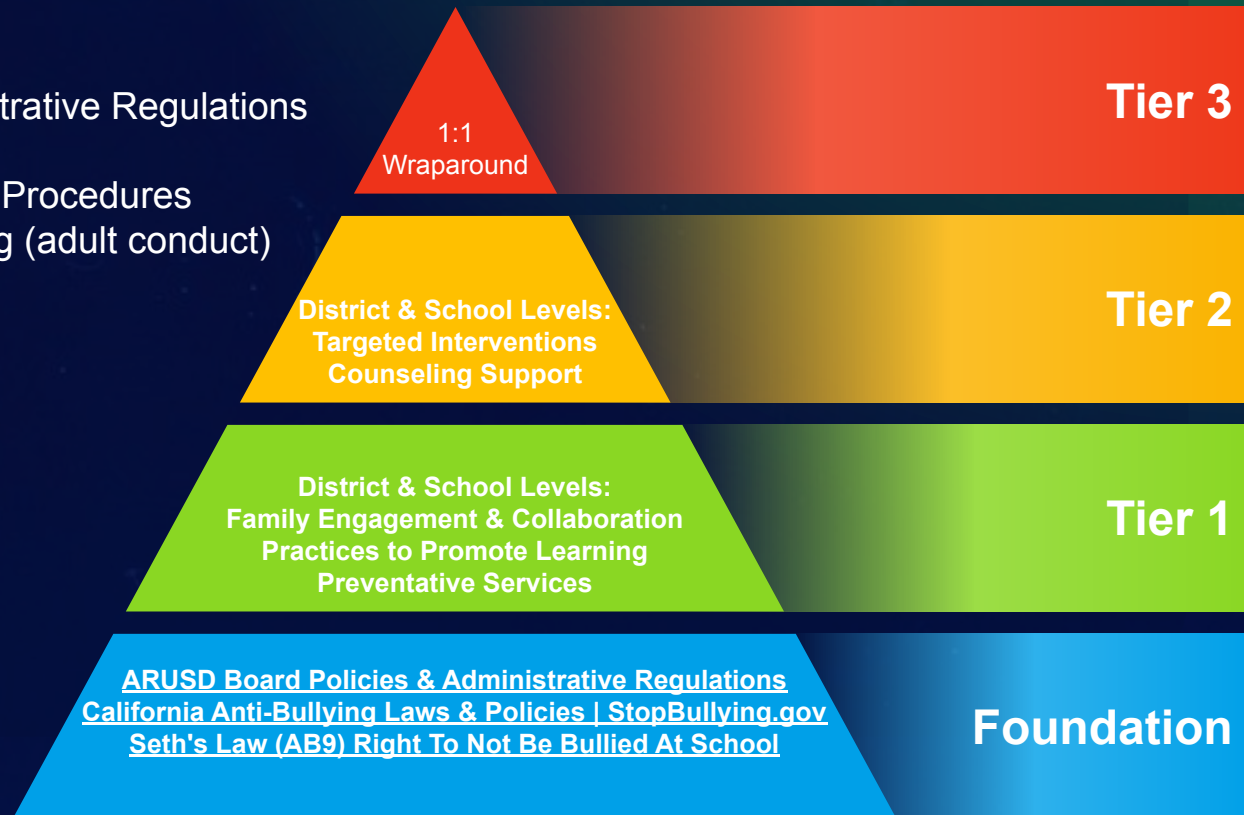 trative Regulations
Procedures
g (adult conduct)
1:1
Wraparound
Tier 3
District & School Levels:
Targeted Interventions
Counseling Support
Tier 2
District & School Levels:
Family Engagement & Collaboration
Practices to Promote Learning
Preventative Services
Tier 1
ARUSD Board Policies & Administrative Regulations
California Anti-Bullying Laws & Policies | StopBullying.gov
Seth's Law (AB9) Right To Not Be Bullied At School
Foundation